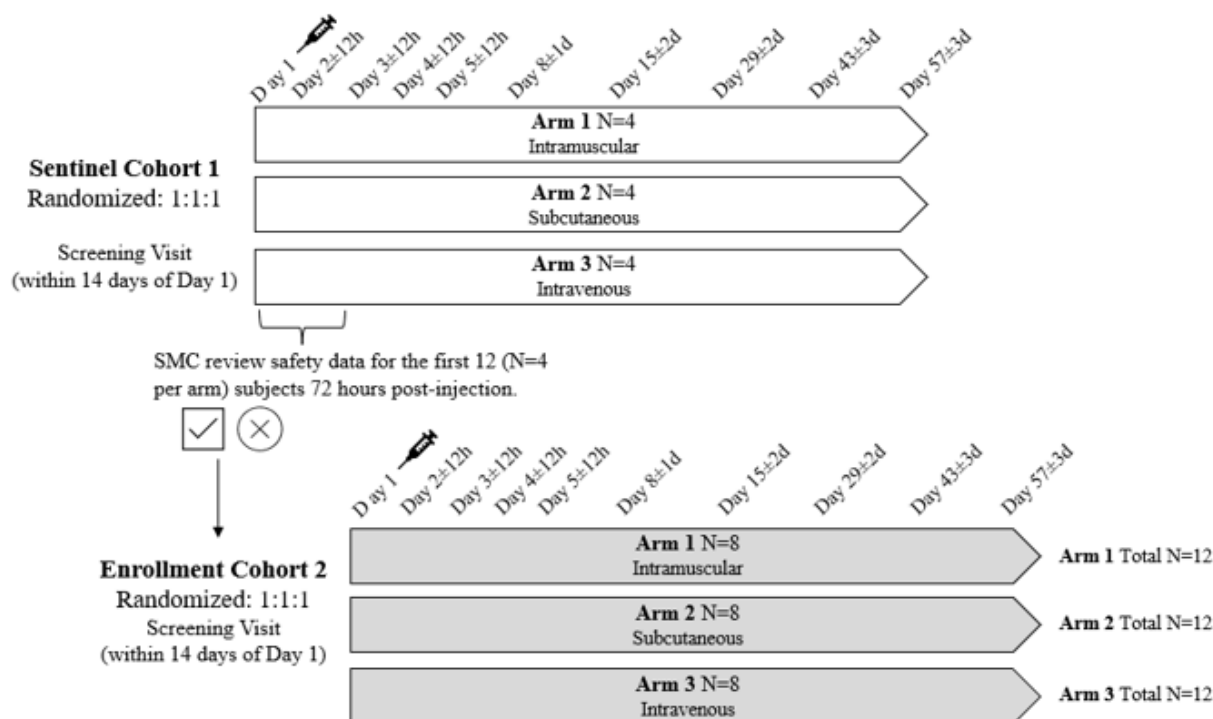 Day 1
Day 2±12h
Day 3±12h
Day 4±12h
Day 5±12h
Day 8±1d
Day 15±2d
Day 29±2d
Day 43±3d
Day 57±3d
Arm 1 N=4
Intramuscular
Sentinel Cohort 1
Randomized: 1:1:1
Arm 2 N=4
Subcutaneous
Screening Visit
(within 14 days of Day 1)
Arm 3 N=4
Intravenous
SMC review safety data for the first 12 (N=4
per arm) subjects 72 hours post-injection.
Day 1
Day 2±12h
Day 3±12h
Day 4±12h
Day 5±12h
Day 8±1d
Day 15±2d
Day 29±2d
Day 43±3d
Day 57±3d
Arm 1 N=8
Intramuscular
Arm 1 Total N=12
Enrollment Cohort 2
Randomized: 1:1:1
Screening Visit
(within 14 days of Day 1)
Arm 2 N=8
Subcutaneous
Arm 2 Total N=12
Arm 3 N=8
Intravenous
Arm 3 Total N=12